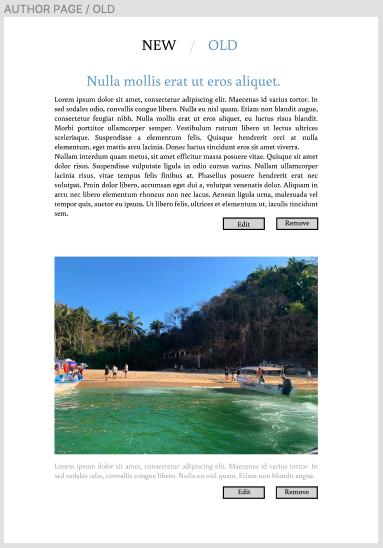 AUTHOR PAGE / OLD
NEW / OLD
Nulla mollis erat ut eros aliquet.
Lorem ipsum dolor sit amet, consectetur adipiscing elit. Maecenas id varius tortor. In
sed sodales odio, convallis congue libero. Nulla eu nisl quam. Etiam non blandit augue,
consectetur feugiat nibh. Nulla mollis erat ut eros aliquet, eu luctus risus blandit.
Morbi porttitor ullamcorper semper. Vestibulum rutrum libero ut lectus ultrices
scelerisque. Suspendisse a elementum felis. Quisque hendrerit orci at nulla
elementum, eget mattis arcu lacinia. Donec luctus tincidunt eros sit amet viverra.
Nullam interdum quam metus, sit amet efficitur massa posuere vitae. Quisque sit amet
dolor risus. Suspendisse vulputate ligula in odio cursus varius. Nullam ullamcorper
lacinia risus, vitae tempus felis finibus at. Phasellus posuere hendrerit erat nec
volutpat. Proin dolor libero, accumsan eget dui a, volutpat venenatis dolor. Aliquam in
arcu nec libero elementum rhoncus non nec lacus. Aenean ligula urna, malesuada vel
tempor quis, auctor eu ipsum. Ut libero felis, ultrices et elementum ut, iaculis tincidunt
sem.
Edit Remove
Lorem ipsum dolor sit amet, consectetur adipiscing elit. Maecenas id varius tortor. In
sed sodales odio, convallis congue libero. Nulla eu nisl quam. Etiam non blandit augue.
Edit Remove